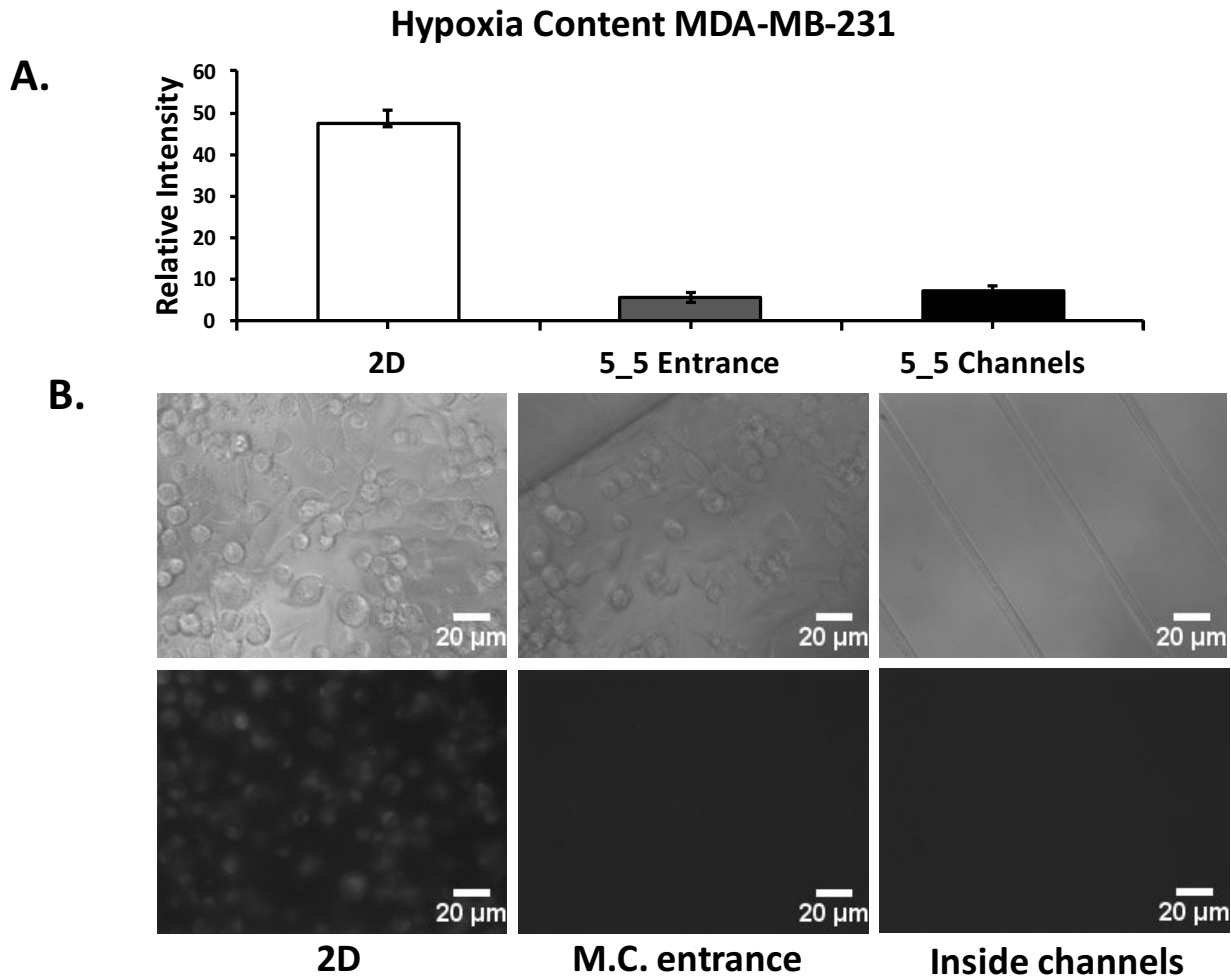 Hypoxia Content MDA-MB-231
A.
Relative Intensity
60
50
40
30
20
10
0
2D
5_5 Entrance
5_5 Channels
B.
20 μm
20 μm
20 μm
20 μm
20 μm
20 μm
2D
M.C. entrance
Inside channels